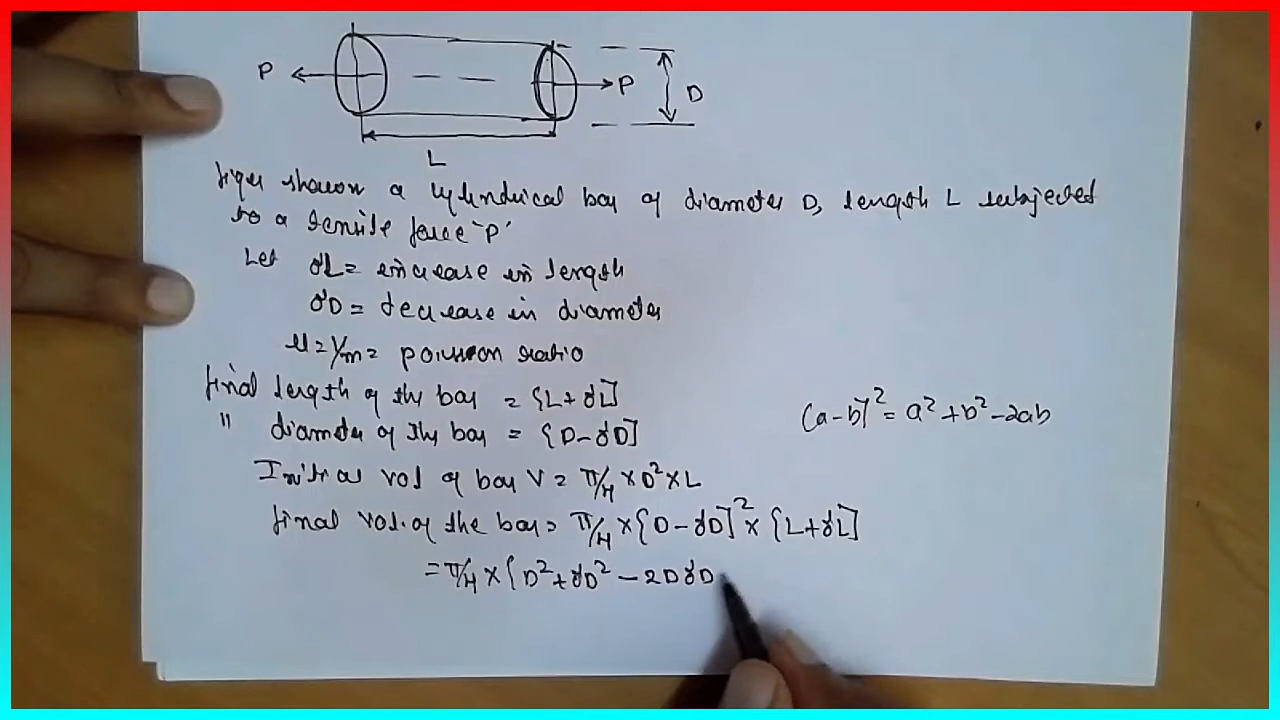 P
P
D
L
figure shown a cylindrical bar of diameter D, length L subjected
to a tensile force "P"
Let δL = increase in length
δD = decrease in diameter
μ = 1/m = poisson ratio
final length of the bar = {L+δL}
" diameter of the bar = {D-δD}
(a-b)² = a²+b²-2ab
Initial vol of bar V = π/4 × D² × L
final vol. of the bar = π/4 × {D-δD}² × {L+δL}
= π/4 × {D²+δD²-2DδD